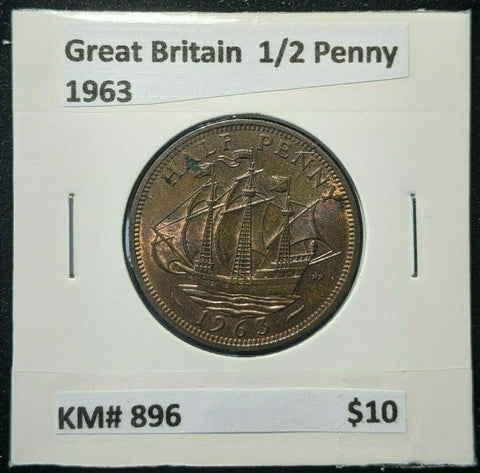 Great Britain 1/2 Penny
1963
HALF PENNY
1963
KM# 896 $10